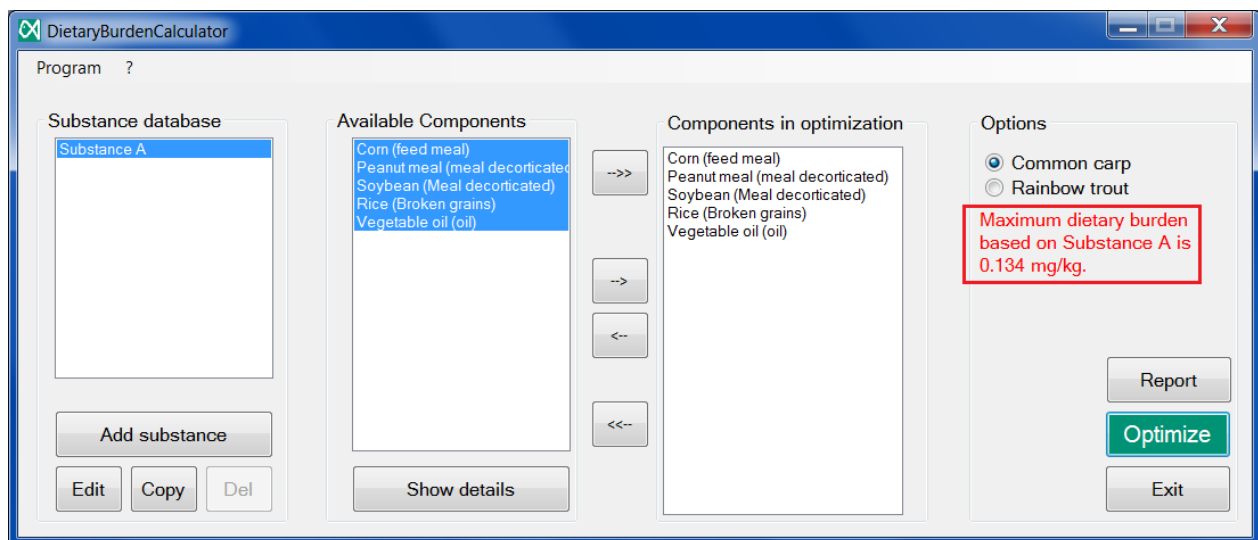 DietaryBurdenCalculator
Program ?
Substance database
Substance A
Add substance
Edit
Copy
Del
Available Components
Corn (feed meal)
Peanut meal (meal decorticated
Soybean (Meal decorticated)
Rice (Broken grains)
Vegetable oil (oil)
Show details
-->>
-->
<--
<<--
Components in optimization
Corn (feed meal)
Peanut meal (meal decorticated)
Soybean (Meal decorticated)
Rice (Broken grains)
Vegetable oil (oil)
Options
Common carp
Rainbow trout
Maximum dietary burden
based on Substance A is
0.134 mg/kg.
Report
Optimize
Exit